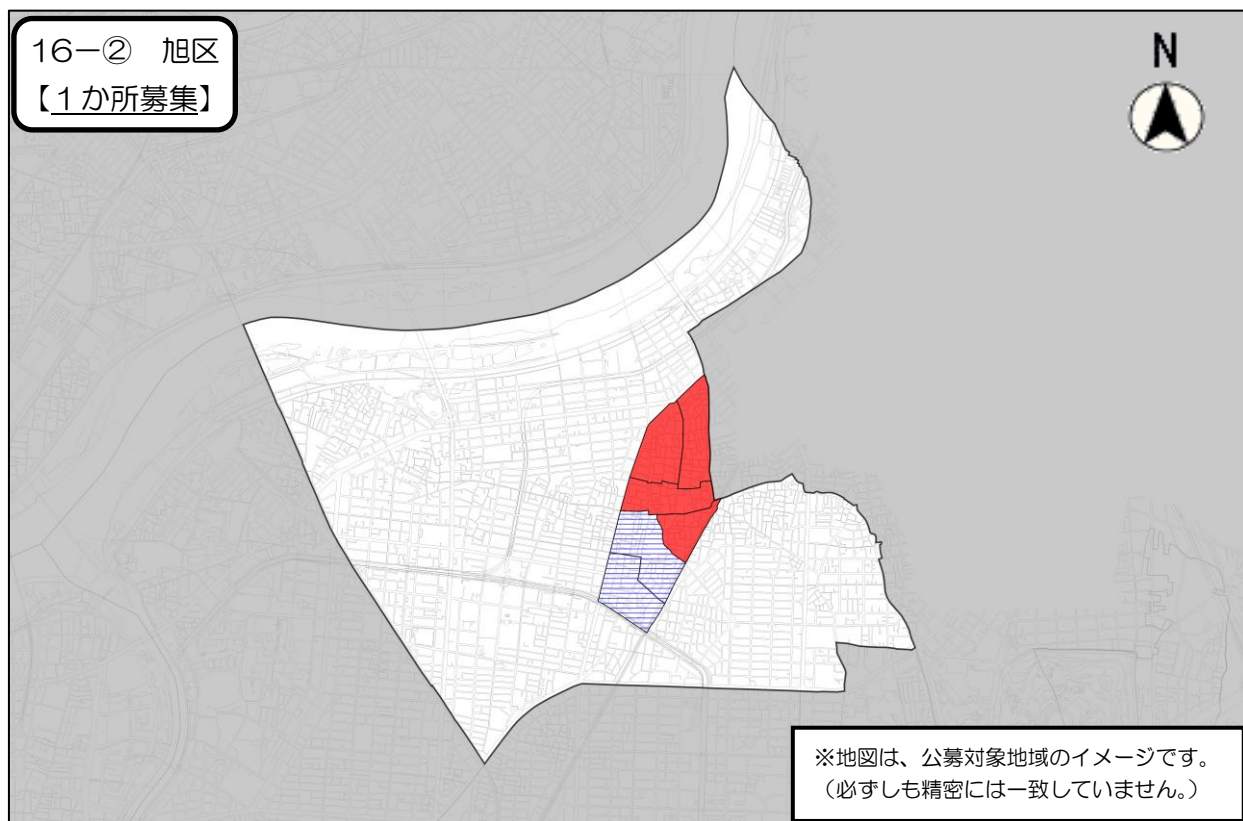 16－② 旭区
【１か所募集】
N
※地図は、公募対象地域のイメージです。
（必ずしも精密には一致していません。）